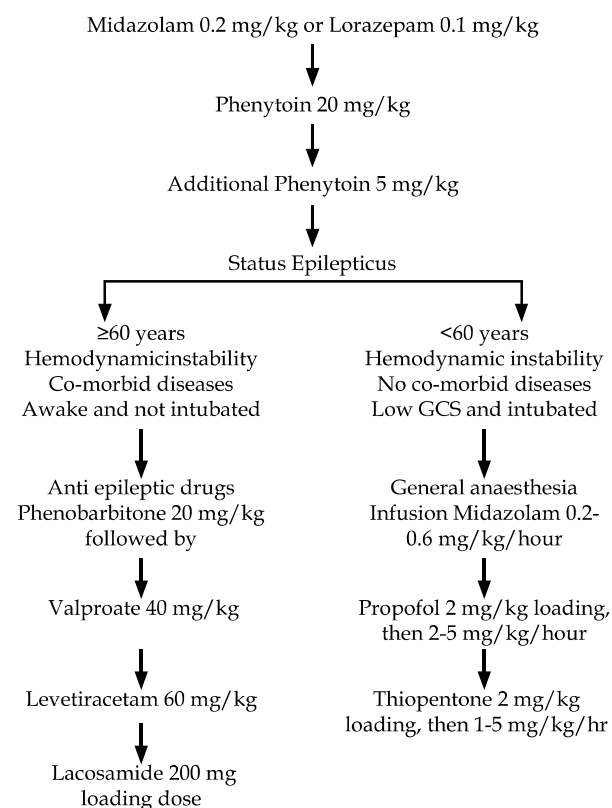 Midazolam 0.2 mg/kg or Lorazepam 0.1 mg/kg
Phenytoin 20 mg/kg
Additional Phenytoin 5 mg/kg
Status Epilepticus
≥60 years
Hemodynamicinstability
Co-morbid diseases
Awake and not intubated
Anti epileptic drugs
Phenobarbitone 20 mg/kg
followed by
Valproate 40 mg/kg
Levetiracetam 60 mg/kg
Lacosamide 200 mg
loading dose
<60 years
Hemodynamic instability
No co-morbid diseases
Low GCS and intubated
General anaesthesia
Infusion Midazolam 0.2-
0.6 mg/kg/hour
Propofol 2 mg/kg loading,
then 2-5 mg/kg/hour
Thiopentone 2 mg/kg
loading, then 1-5 mg/kg/hr